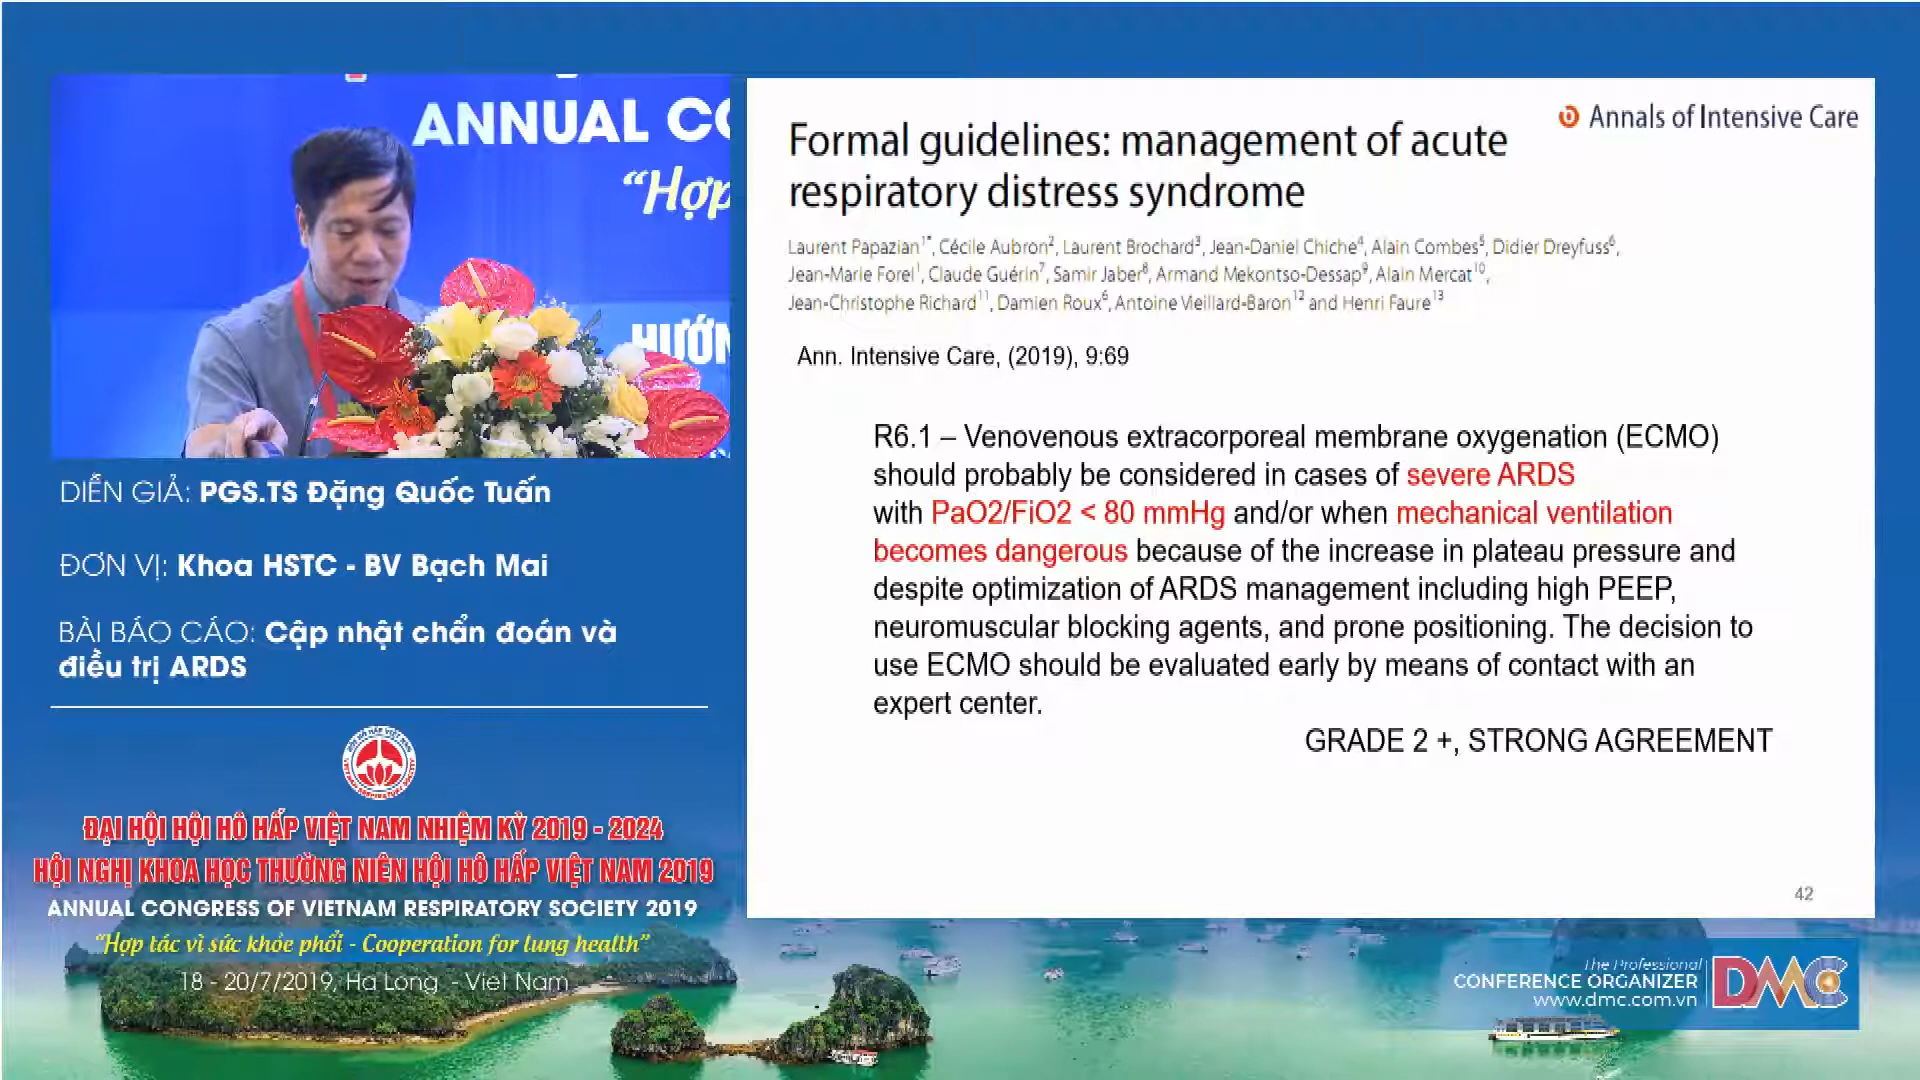 ANNUAL CO
“Hợp
HƯỚN
DIỄN GIẢ: PGS.TS Đặng Quốc Tuấn
ĐƠN VỊ: Khoa HSTC - BV Bạch Mai
BÀI BÁO CÁO: Cập nhật chẩn đoán và
điều trị ARDS
ĐẠI HỘI HỘI HÔ HẤP VIỆT NAM NHIỆM KỲ 2019 - 2024
HỘI NGHỊ KHOA HỌC THƯỜNG NIÊN HỘI HÔ HẤP VIỆT NAM 2019
ANNUAL CONGRESS OF VIETNAM RESPIRATORY SOCIETY 2019
“Hợp tác vì sức khỏe phổi - Cooperation for lung health”
18 - 20/7/2019, Ha Long - Viet Nam
Annals of Intensive Care
Formal guidelines: management of acute
respiratory distress syndrome
Laurent Papazian1*, Cécile Aubron2, Laurent Brochard3, Jean-Daniel Chiche4, Alain Combes5, Didier Dreyfuss6,
Jean-Marie Forel1, Claude Guérin7, Samir Jaber8, Armand Mekontso-Dessap9, Alain Mercat10,
Jean-Christophe Richard11, Damien Roux6, Antoine Vieillard-Baron12 and Henri Faure13
Ann. Intensive Care, (2019), 9:69
R6.1 – Venovenous extracorporeal membrane oxygenation (ECMO)
should probably be considered in cases of severe ARDS
with PaO2/FiO2 < 80 mmHg and/or when mechanical ventilation
becomes dangerous because of the increase in plateau pressure and
despite optimization of ARDS management including high PEEP,
neuromuscular blocking agents, and prone positioning. The decision to
use ECMO should be evaluated early by means of contact with an
expert center.
GRADE 2 +, STRONG AGREEMENT
42
The Professional
CONFERENCE ORGANIZER
www.dmc.com.vn
DMC